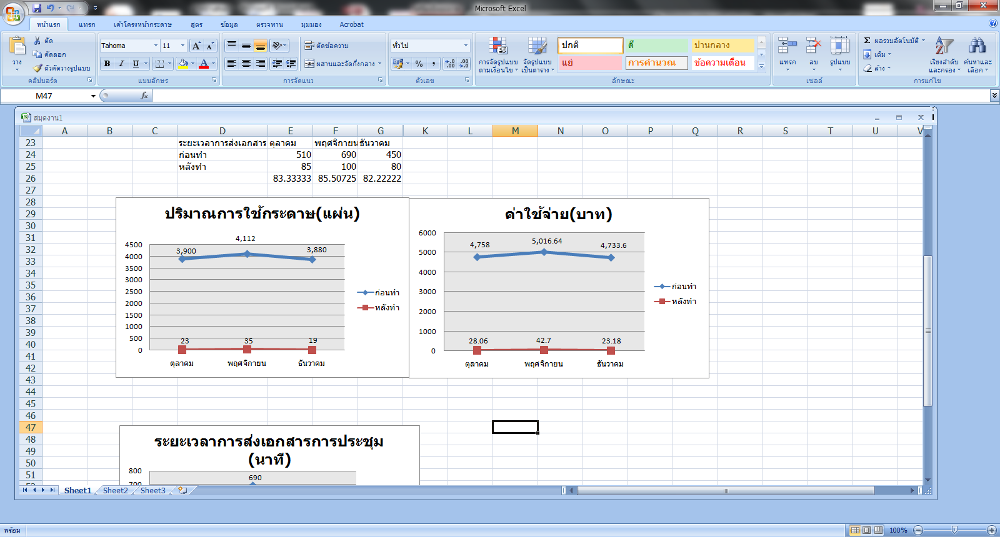 Microsoft Excel
หน้าแรก แทรก เค้าโครงหน้ากระดาษ สูตร ข้อมูล ตรวจทาน มุมมอง Acrobat
วาง ตัด คัดลอก ตัวคัดวางรูปแบบ คลิปบอร์ด
Tahoma 11 B I U A แบบอักษร
ตัดข้อความ ผสานและจัดกึ่งกลาง การจัดแนว
ทั่วไป % , ตัวเลข
การจัดรูปแบบตามเงื่อนไข จัดรูปแบบเป็นตาราง ปกติ ดี ปานกลาง แย่ การคำนวณ ข้อความเตือน ลักษณะ
แทรก ลบ รูปแบบ เซลล์
Σ ผลรวมอัตโนมัติ เติม ล้าง เรียงลำดับและกรอง ค้นหาและเลือก การแก้ไข
M47 fx
สมุดงาน1
A B C D E F G K L M N O P Q R S T U V
23 ระยะเวลาการส่งเอกสาร ตุลาคม พฤศจิกายน ธันวาคม
24 ก่อนทำ 510 690 450
25 หลังทำ 85 100 80
26 83.33333 85.50725 82.22222
27
28
29
30
31
32
33
34
35
36
37
38
39
40
41
42
43
44
45
46
47
48
49
50
51
ปริมาณการใช้กระดาษ(แผ่น)
4500
4000
3500
3000
2500
2000
1500
1000
500
0
3,900 4,112 3,880
23 35 19
ตุลาคม พฤศจิกายน ธันวาคม
ก่อนทำ
หลังทำ
ค่าใช้จ่าย(บาท)
6000
5000
4000
3000
2000
1000
0
4,758 5,016.64 4,733.6
28.06 42.7 23.18
ตุลาคม พฤศจิกายน ธันวาคม
ก่อนทำ
หลังทำ
ระยะเวลาการส่งเอกสารการประชุม
(นาที)
800
700
690
Sheet1 Sheet2 Sheet3
พร้อม 100%